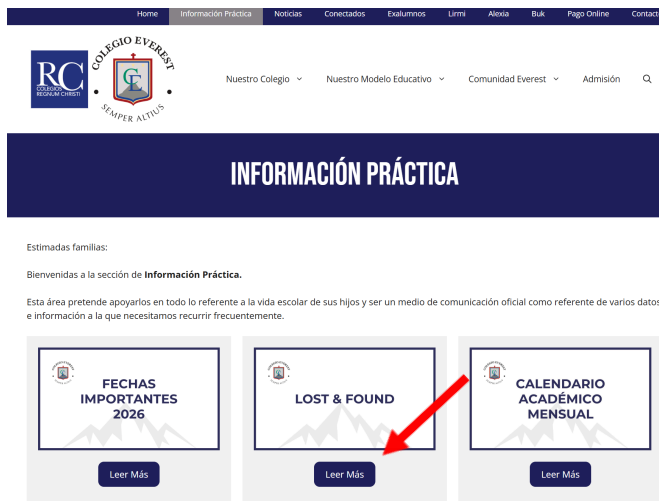 Home Información Práctica Noticias Conectados Exalumnos Lirmi Alexia Buk Pago Online Contact
RC
COLEGIOS
REGNUM CHRISTI
COLEGIO EVEREST
CE
SEMPER ALTIUS
Nuestro Colegio Nuestro Modelo Educativo Comunidad Everest Admisión
INFORMACIÓN PRÁCTICA
Estimadas familias:
Bienvenidas a la sección de Información Práctica.
Esta área pretende apoyarlos en todo lo referente a la vida escolar de sus hijos y ser un medio de comunicación oficial como referente de varios datos
e información a la que necesitamos recurrir frecuentemente.
FECHAS
IMPORTANTES
2026
Leer Más
LOST & FOUND
Leer Más
CALENDARIO
ACADÉMICO
MENSUAL
Leer Más